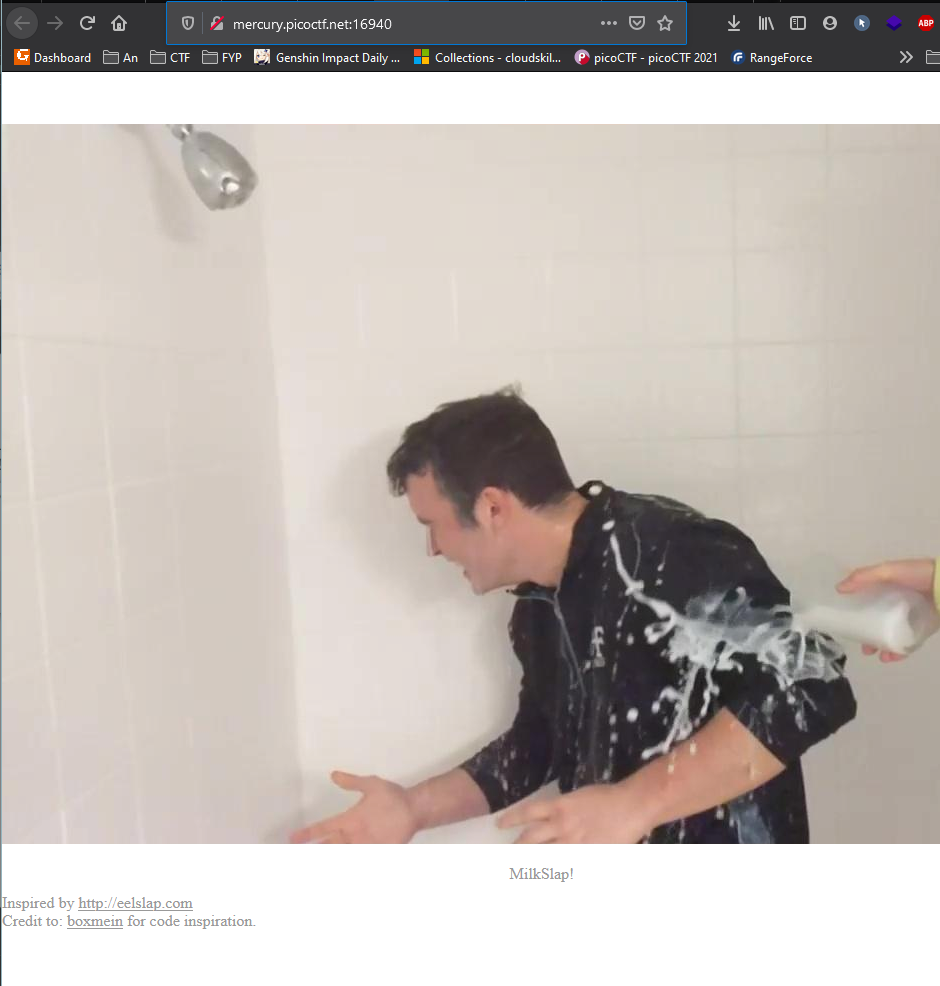 mercury.picoctf.net:16940
ABP
Dashboard An CTF FYP Genshin Impact Daily ... Collections - cloudskil... picoCTF - picoCTF 2021 RangeForce
MilkSlap!
Inspired by http://eelslap.com
Credit to: boxmein for code inspiration.